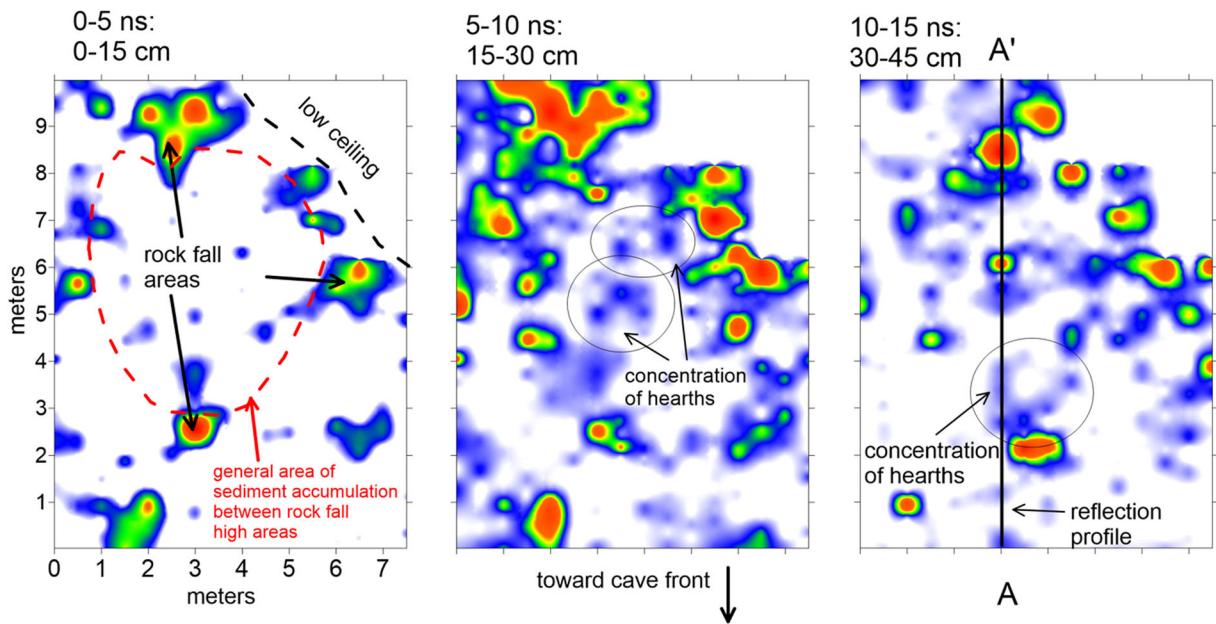 0-5 ns:
0-15 cm
low ceiling
rock fall
areas
general area of
sediment accumulation
between rock fall
high areas
9
8
7
6
5
4
3
2
1
meters
0 1 2 3 4 5 6 7
meters
5-10 ns:
15-30 cm
concentration
of hearths
toward cave front
10-15 ns:
30-45 cm
A'
concentration
of hearths
reflection
profile
A